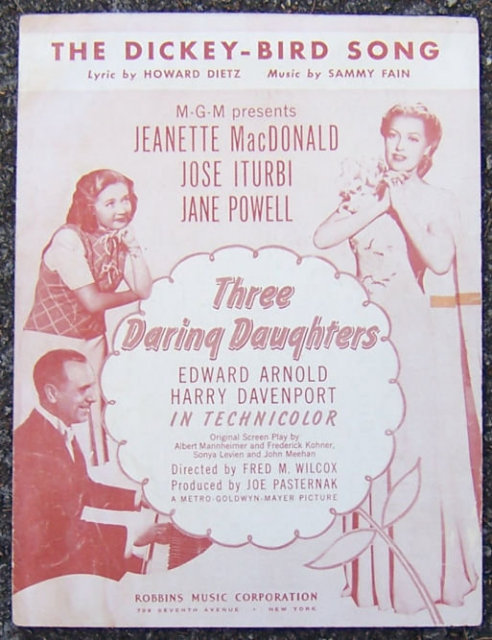 THE DICKEY-BIRD SONG
Lyric by HOWARD DIETZ Music by SAMMY FAIN
M-G-M presents
JEANETTE MacDONALD
JOSE ITURBI
JANE POWELL
Three
Daring Daughters
EDWARD ARNOLD
HARRY DAVENPORT
IN TECHNICOLOR
Original Screen Play by
Albert Mannheimer and Frederick Kohner,
Sonya Levien and John Meehan
Directed by FRED M. WILCOX
Produced by JOE PASTERNAK
A METRO-GOLDWYN-MAYER PICTURE
ROBBINS MUSIC CORPORATION
799 SEVENTH AVENUE • NEW YORK